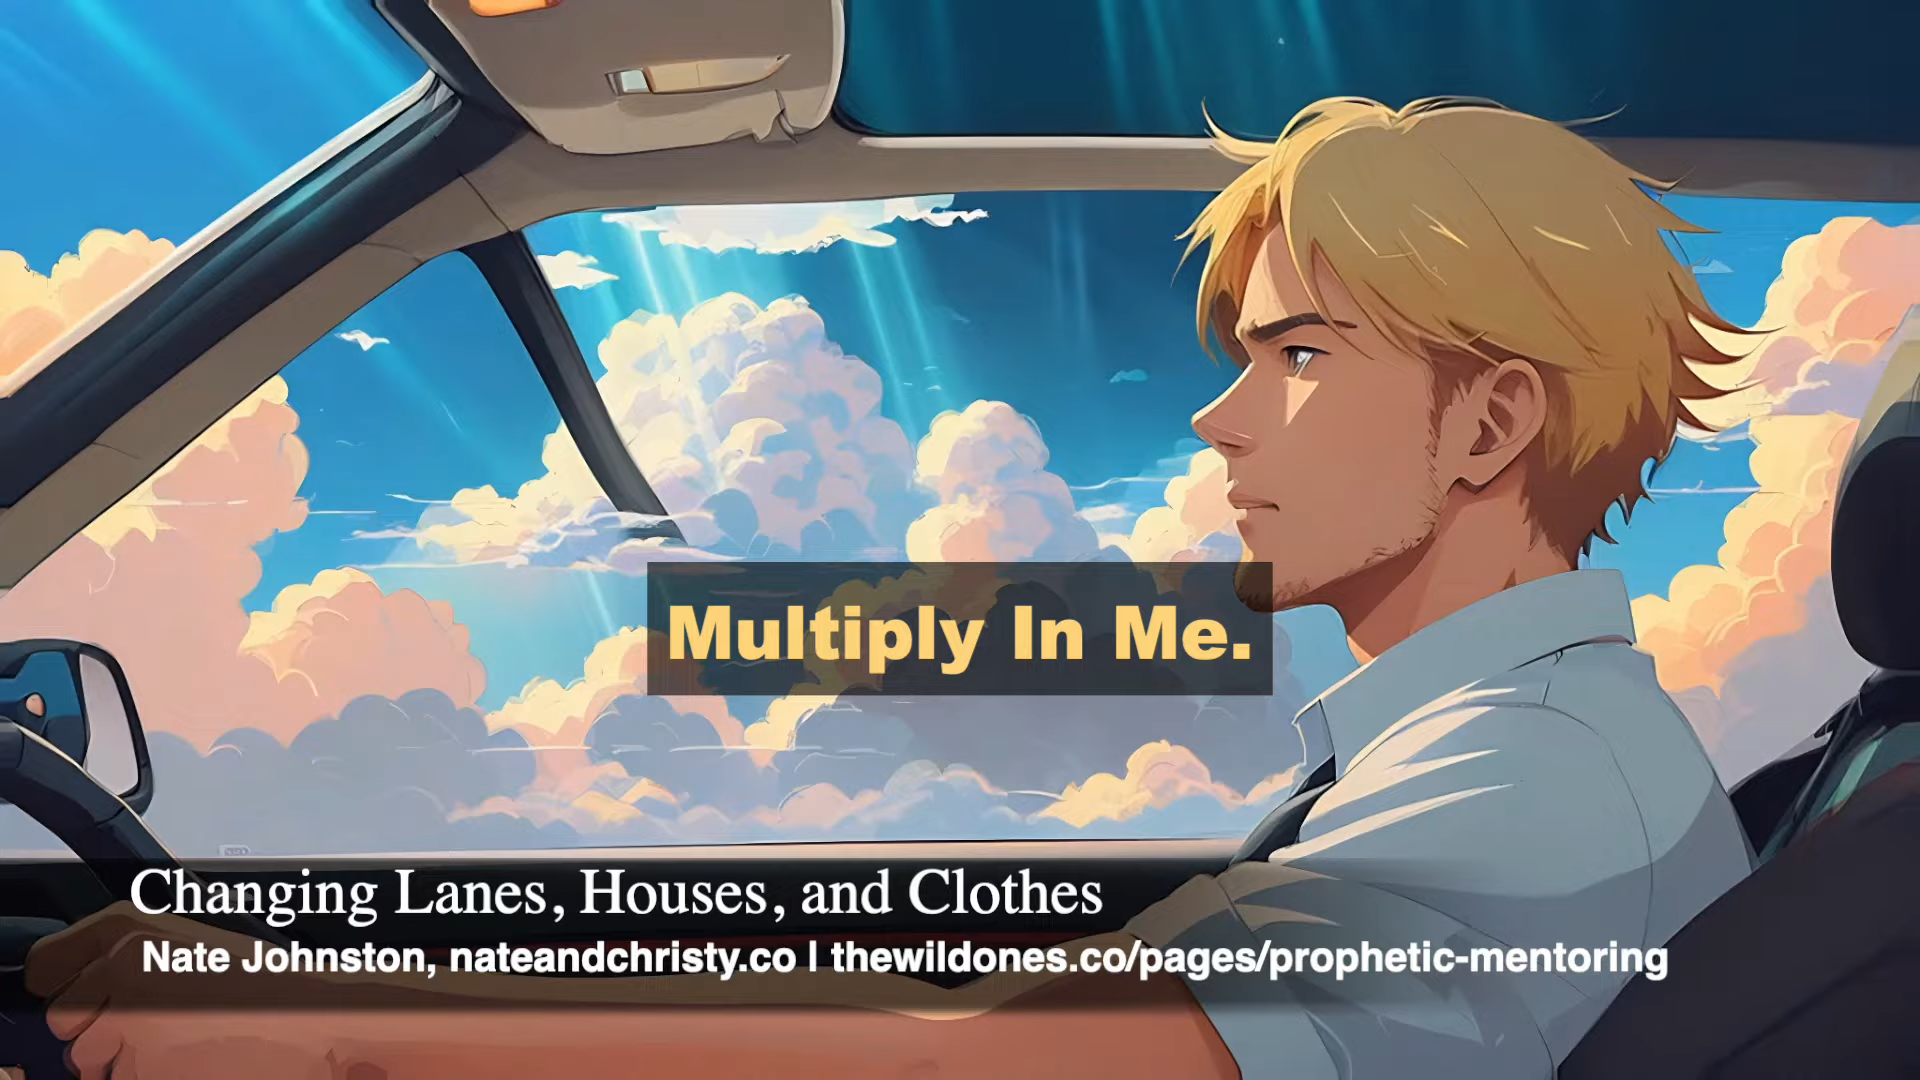 Multiply In Me.
Changing Lanes, Houses, and Clothes
Nate Johnston, nateandchristy.co | thewildones.co/pages/prophetic-mentoring